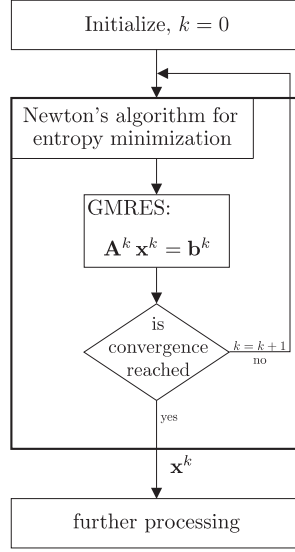 Initialize, k = 0
Newton's algorithm for
entropy minimization
GMRES:
A^k x^k = b^k
is
convergence
reached
k = k + 1
no
yes
x^k
further processing